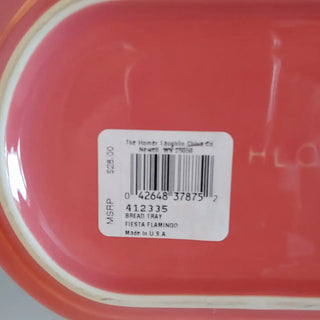 The Homer Laughlin China Co.
Newell, WV 26050
MSRP $28.00
0 42648 37875 2
412335
BREAD TRAY
FIESTA FLAMINGO
Made in U.S.A.
HLC